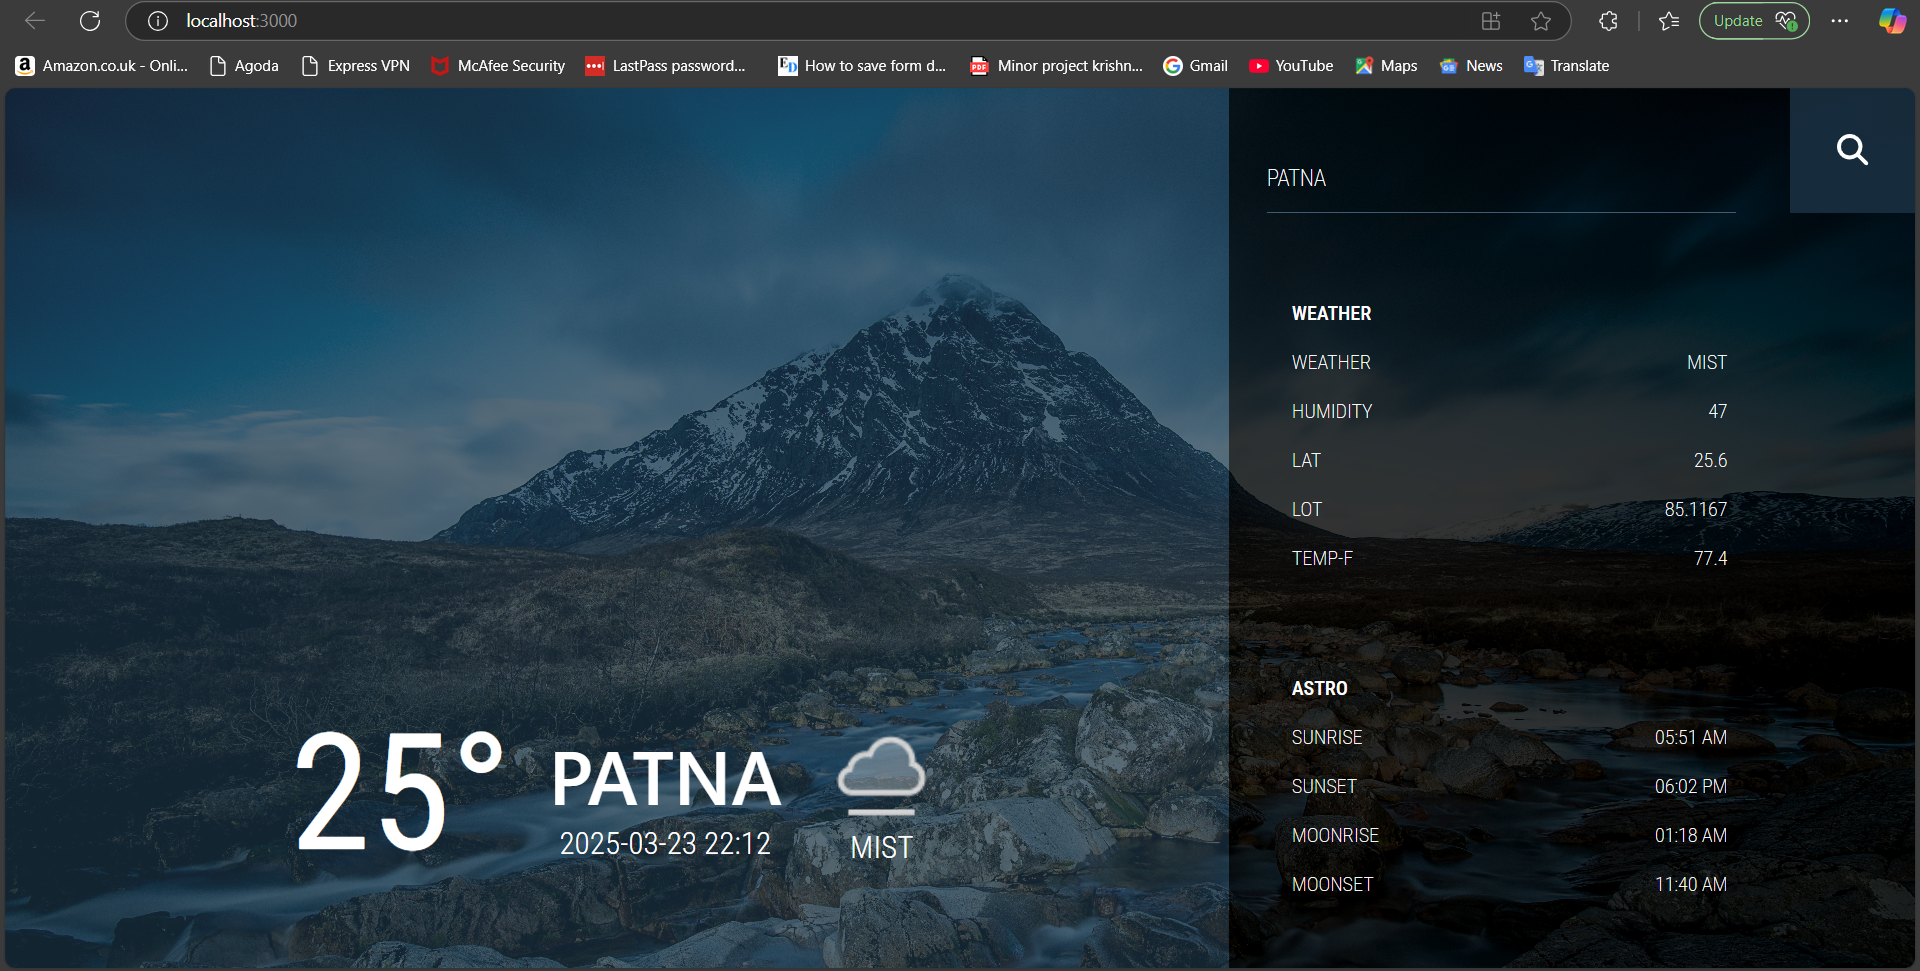 localhost:3000
Update
Amazon.co.uk - Onli...
Agoda
Express VPN
McAfee Security
LastPass password...
How to save form d...
Minor project krishn...
Gmail
YouTube
Maps
News
Translate
PATNA
WEATHER
WEATHER MIST
HUMIDITY 47
LAT 25.6
LOT 85.1167
TEMP-F 77.4
ASTRO
SUNRISE 05:51 AM
SUNSET 06:02 PM
MOONRISE 01:18 AM
MOONSET 11:40 AM
25°
PATNA
2025-03-23 22:12
MIST